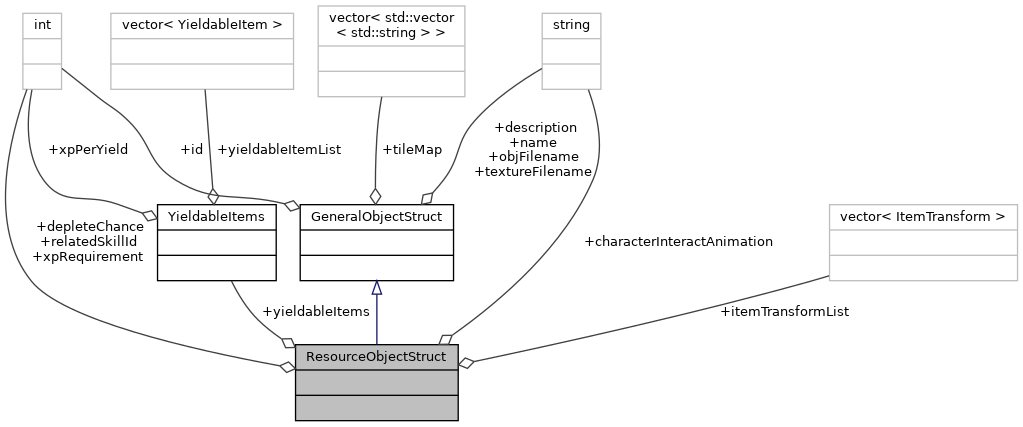 int
vector< YieldableItem >
vector< std::vector
< std::string > >
string
+xpPerYield
+id
+yieldableItemList
+tileMap
+description
+name
+objFilename
+textureFilename
YieldableItems
GeneralObjectStruct
vector< ItemTransform >
+depleteChance
+relatedSkillId
+xpRequirement
+characterInteractAnimation
+yieldableItems
+itemTransformList
ResourceObjectStruct